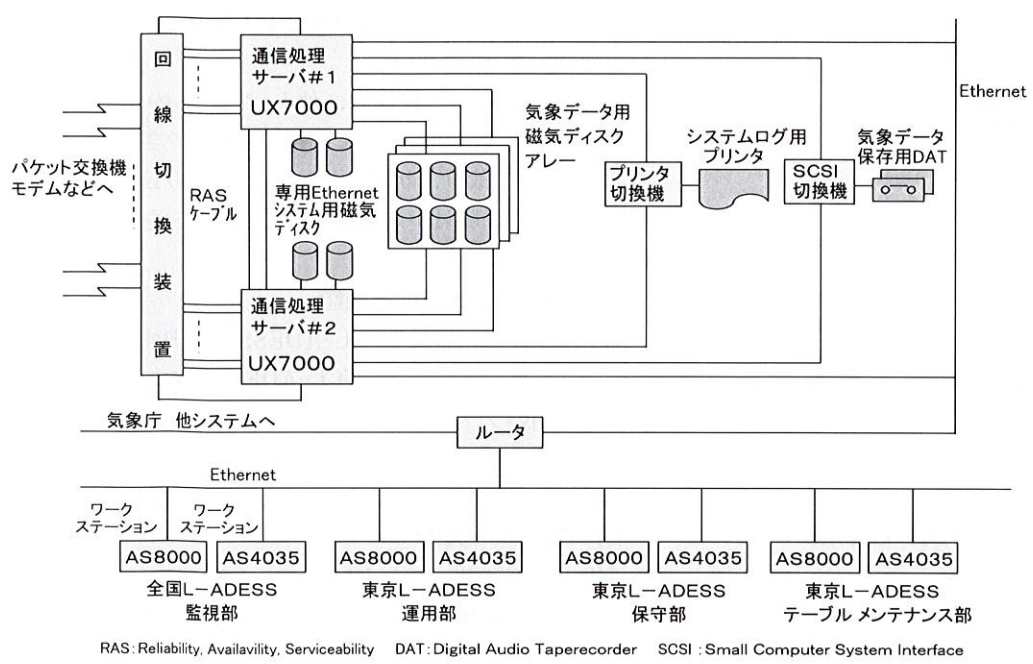 回
線
切
換
装
置
パケット交換機
モデムなどへ
通信処理
サーバ#1
UX7000
RAS
ケーブル
専用Ethernet
システム用磁気
ディスク
気象データ用
磁気ディスク
アレー
プリンタ
切換機
システムログ用
プリンタ
SCSI
切換機
気象データ
保存用DAT
Ethernet
通信処理
サーバ#2
UX7000
気象庁 他システムへ
ルータ
Ethernet
ワーク
ステーション
ワーク
ステーション
AS8000
AS4035
AS8000
AS4035
AS8000
AS4035
AS8000
AS4035
全国L-ADESS
監視部
東京L-ADESS
運用部
東京L-ADESS
保守部
東京L-ADESS
テーブル メンテナンス部
RAS:Reliability, Availavility, Serviceability DAT:Digital Audio Taperecorder SCSI :Small Computer System Interface